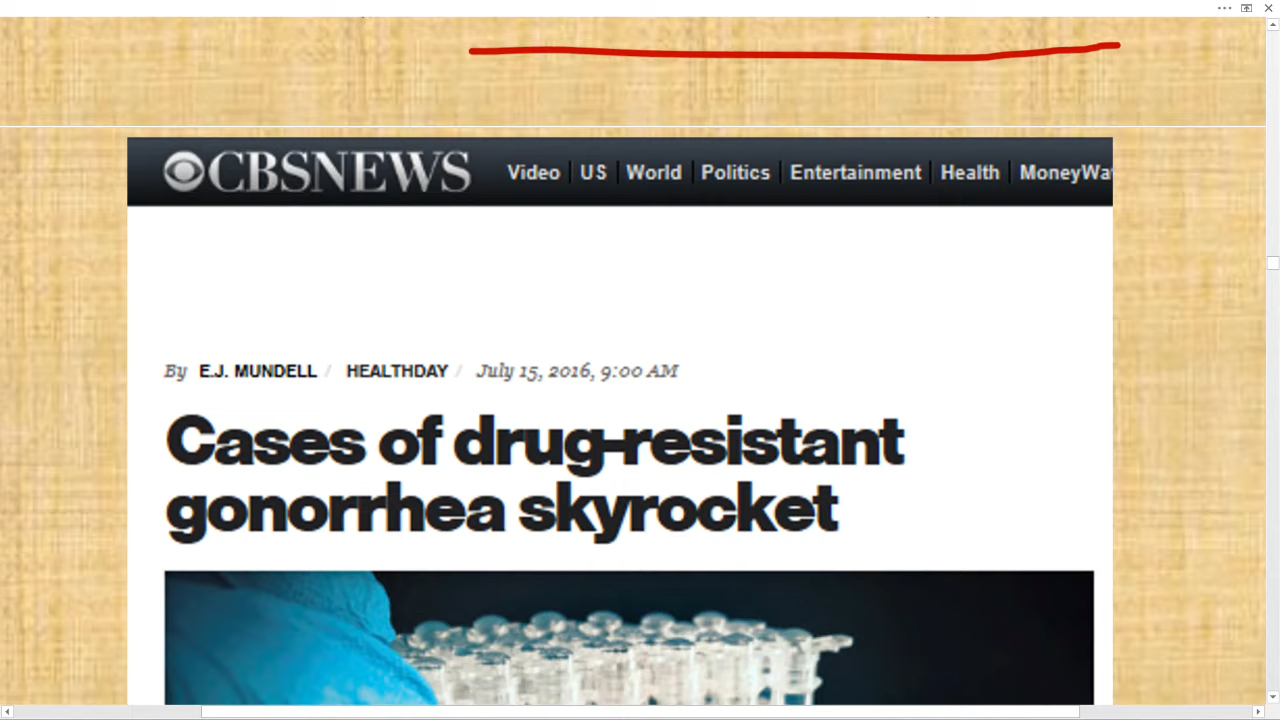 CBSNEWS Video US World Politics Entertainment Health MoneyWa
By E.J. MUNDELL / HEALTHDAY / July 15, 2016, 9:00 AM
Cases of drug-resistant
gonorrhea skyrocket